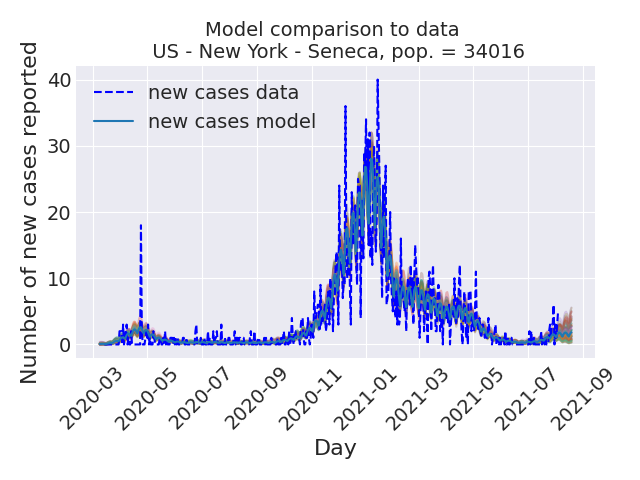 Model comparison to data
US - New York - Seneca, pop. = 34016
new cases data
new cases model
Number of new cases reported
40
30
20
10
0
2020-03
2020-05
2020-07
2020-09
2020-11
2021-01
2021-03
2021-05
2021-07
2021-09
Day